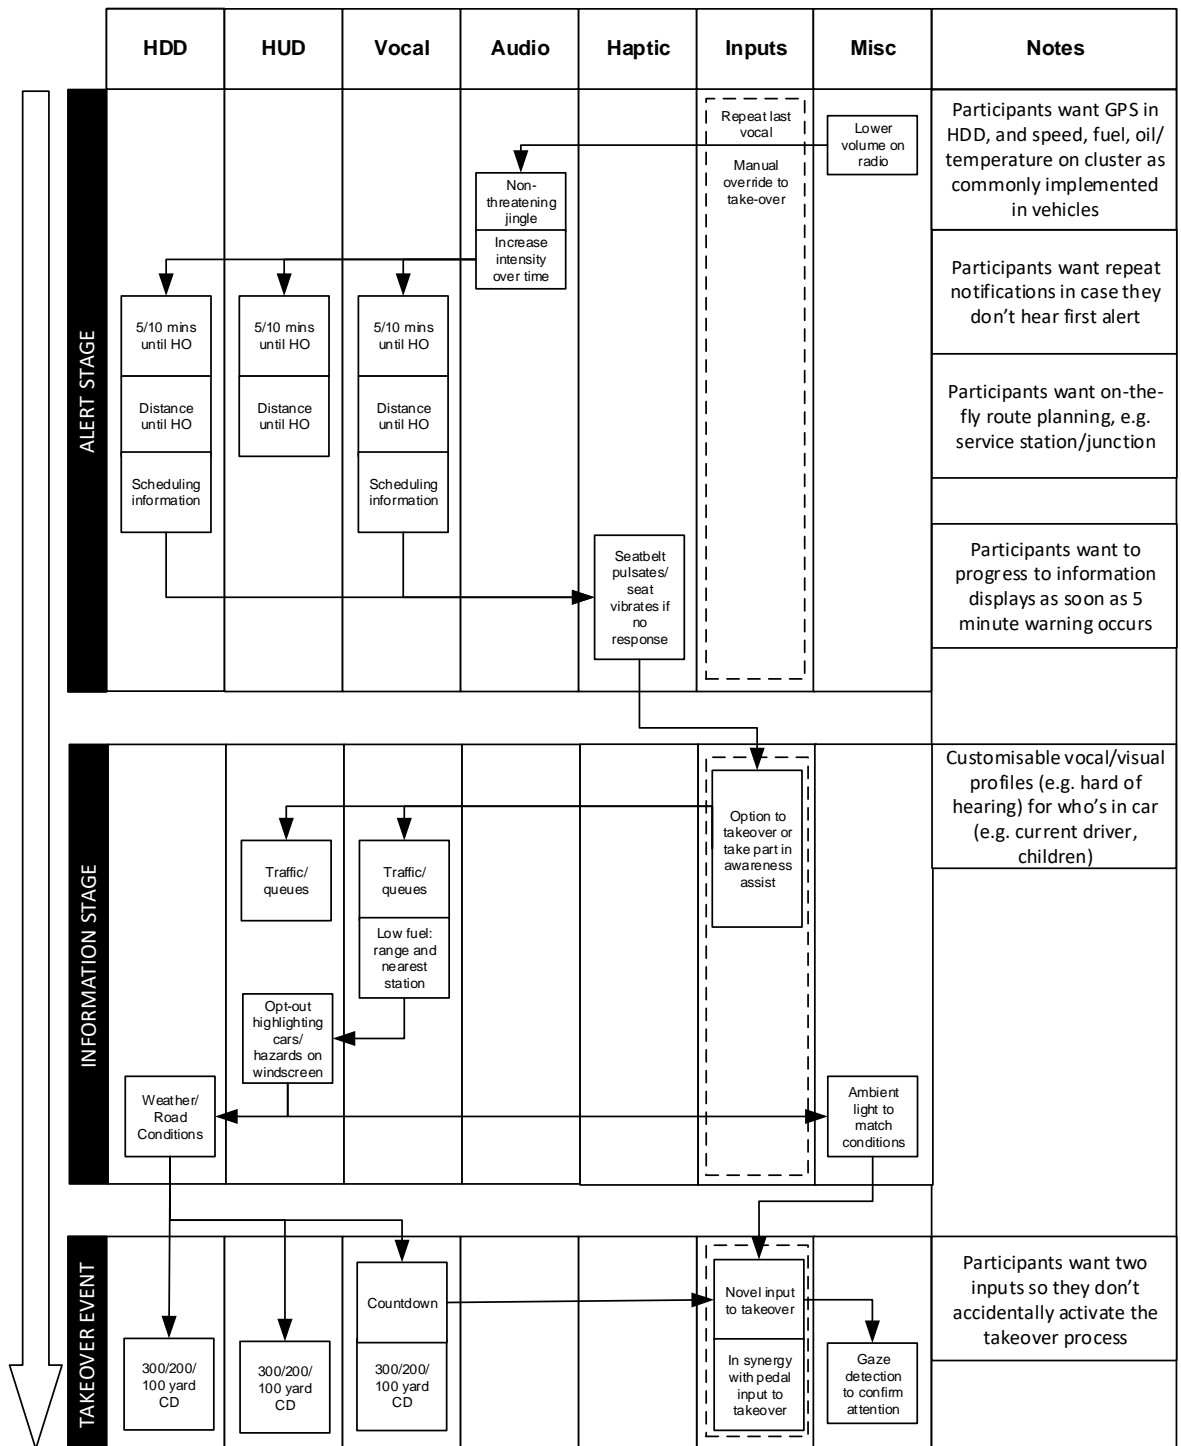 HDD
HUD
Vocal
Audio
Haptic
Inputs
Misc
Notes
ALERT STAGE
Repeat last
vocal
Manual
override to
take-over
Lower
volume on
radio
Non-
threatening
jingle
Increase
intensity
over time
5/10 mins
until HO
Distance
until HO
Scheduling
information
5/10 mins
until HO
Distance
until HO
5/10 mins
until HO
Distance
until HO
Scheduling
information
Seatbelt
pulsates/
seat
vibrates if
no
response
Participants want GPS in
HDD, and speed, fuel, oil/
temperature on cluster as
commonly implemented
in vehicles
Participants want repeat
notifications in case they
don't hear first alert
Participants want on-the-
fly route planning, e.g.
service station/junction
Participants want to
progress to information
displays as soon as 5
minute warning occurs
INFORMATION STAGE
Option to
takeover or
take part in
awareness
assist
Traffic/
queues
Traffic/
queues
Low fuel:
range and
nearest
station
Opt-out
highlighting
cars/
hazards on
windscreen
Weather/
Road
Conditions
Ambient
light to
match
conditions
Customisable vocal/visual
profiles (e.g. hard of
hearing) for who's in car
(e.g. current driver,
children)
TAKEOVER EVENT
Countdown
300/200/
100 yard
CD
300/200/
100 yard
CD
300/200/
100 yard
CD
Novel input
to takeover
In synergy
with pedal
input to
takeover
Gaze
detection
to confirm
attention
Participants want two
inputs so they don't
accidentally activate the
takeover process